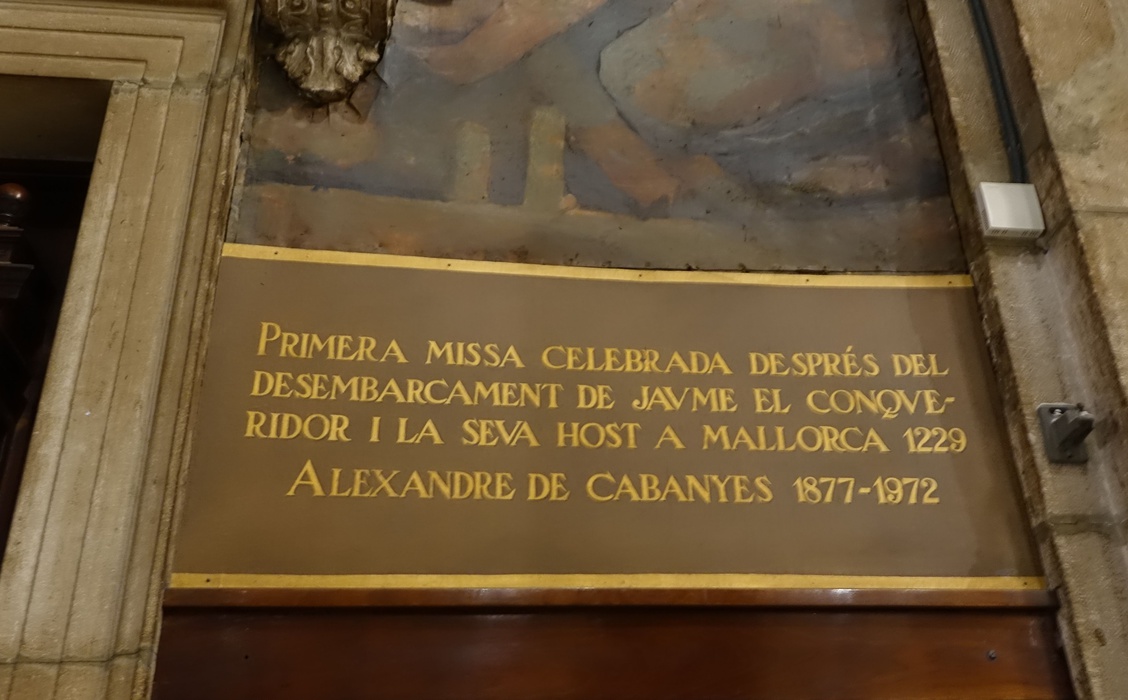 PRIMERA MISSA CELEBRADA DESPRÉS DEL
DESEMBARCAMENT DE JAVME EL CONQVE-
RIDOR I LA SEVA HOST A MALLORCA 1229
ALEXANDRE DE CABANYES 1877-1972